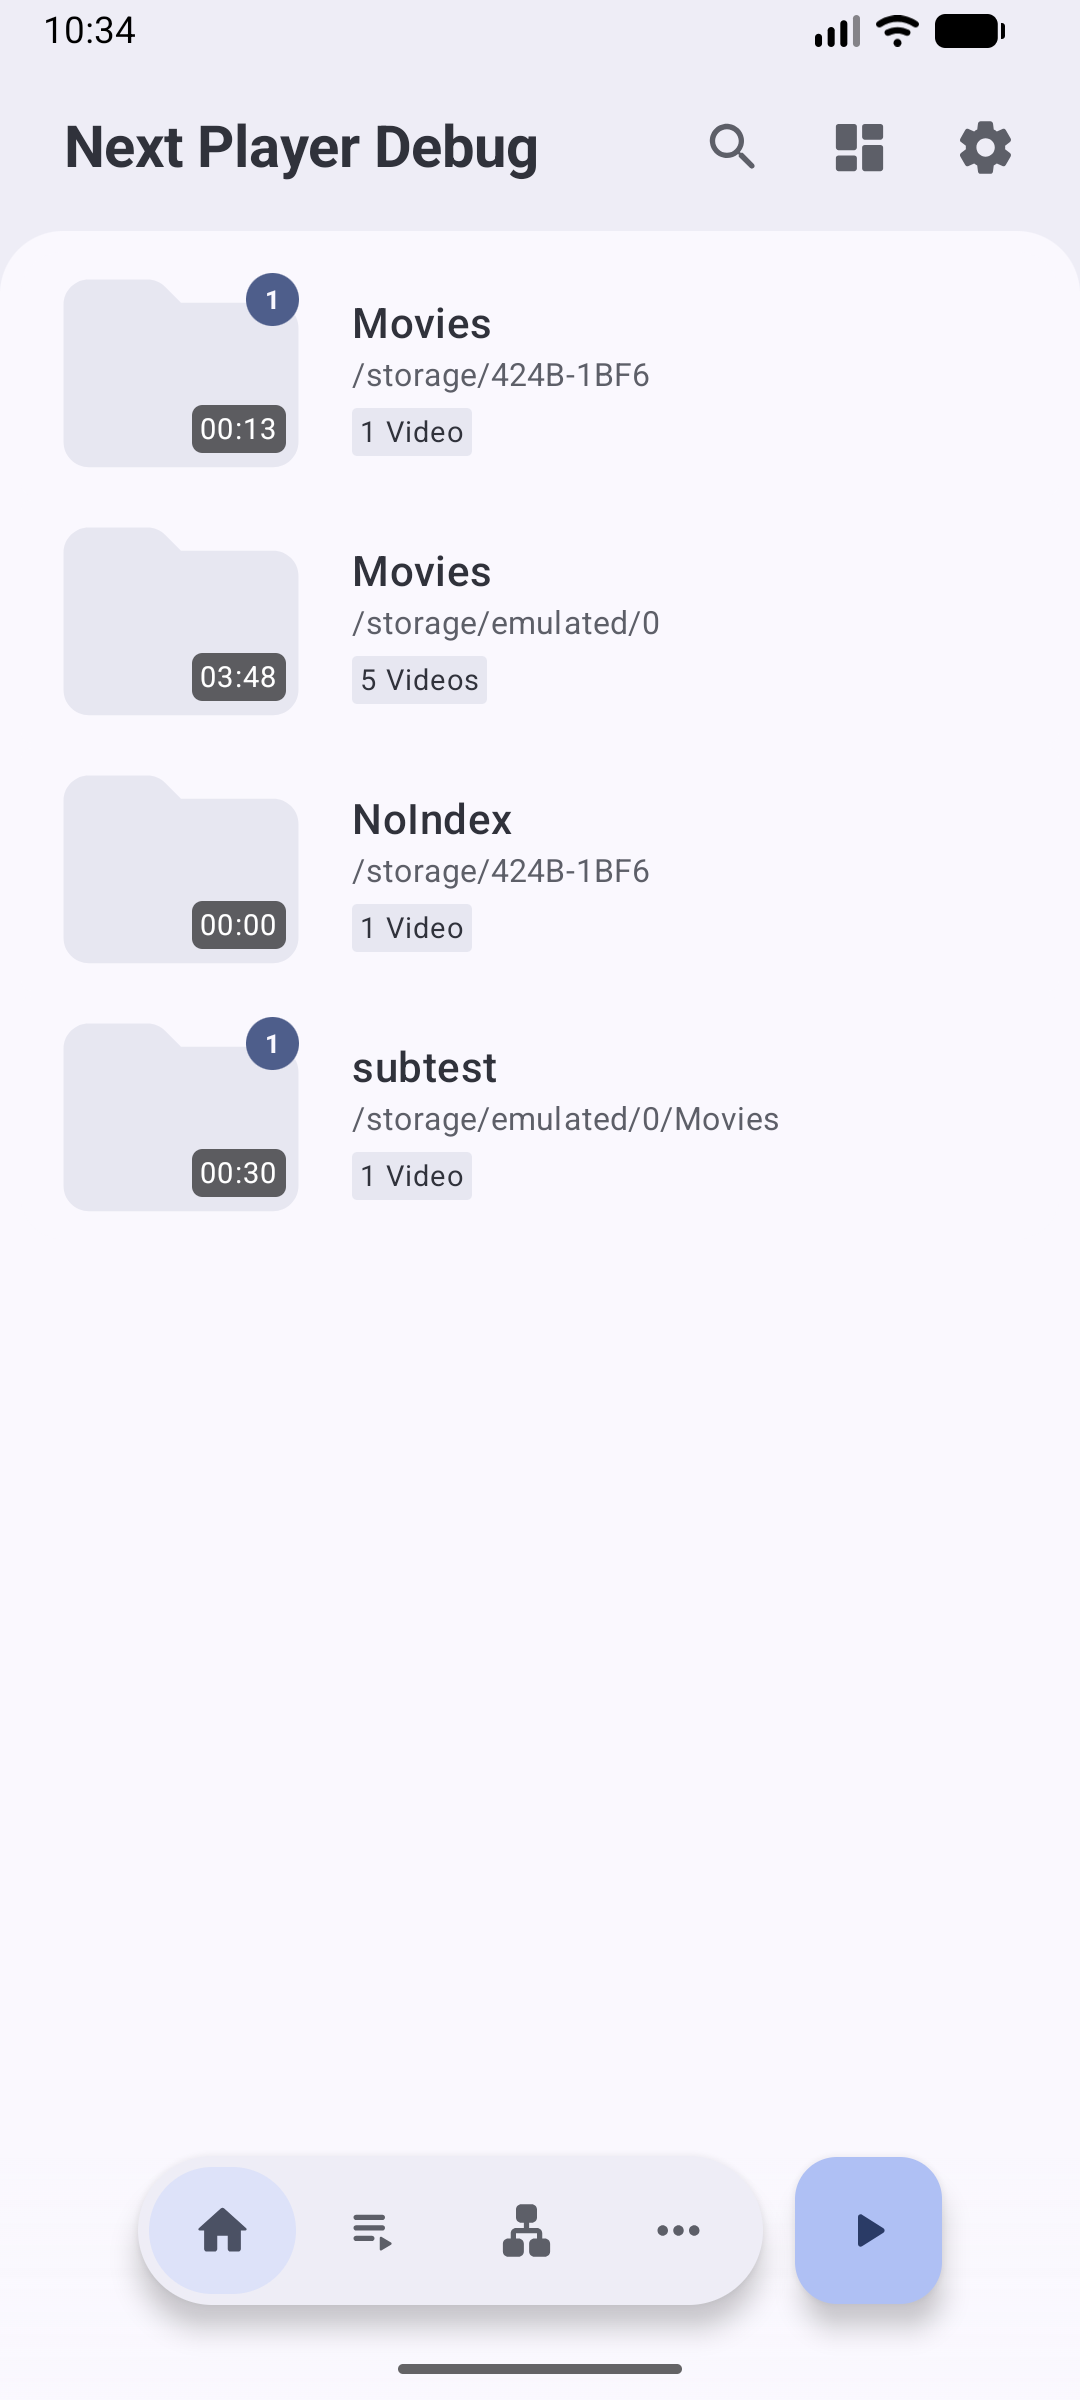 10:34
Next Player Debug
1
00:13
Movies
/storage/424B-1BF6
1 Video
03:48
Movies
/storage/emulated/0
5 Videos
00:00
NoIndex
/storage/424B-1BF6
1 Video
1
00:30
subtest
/storage/emulated/0/Movies
1 Video